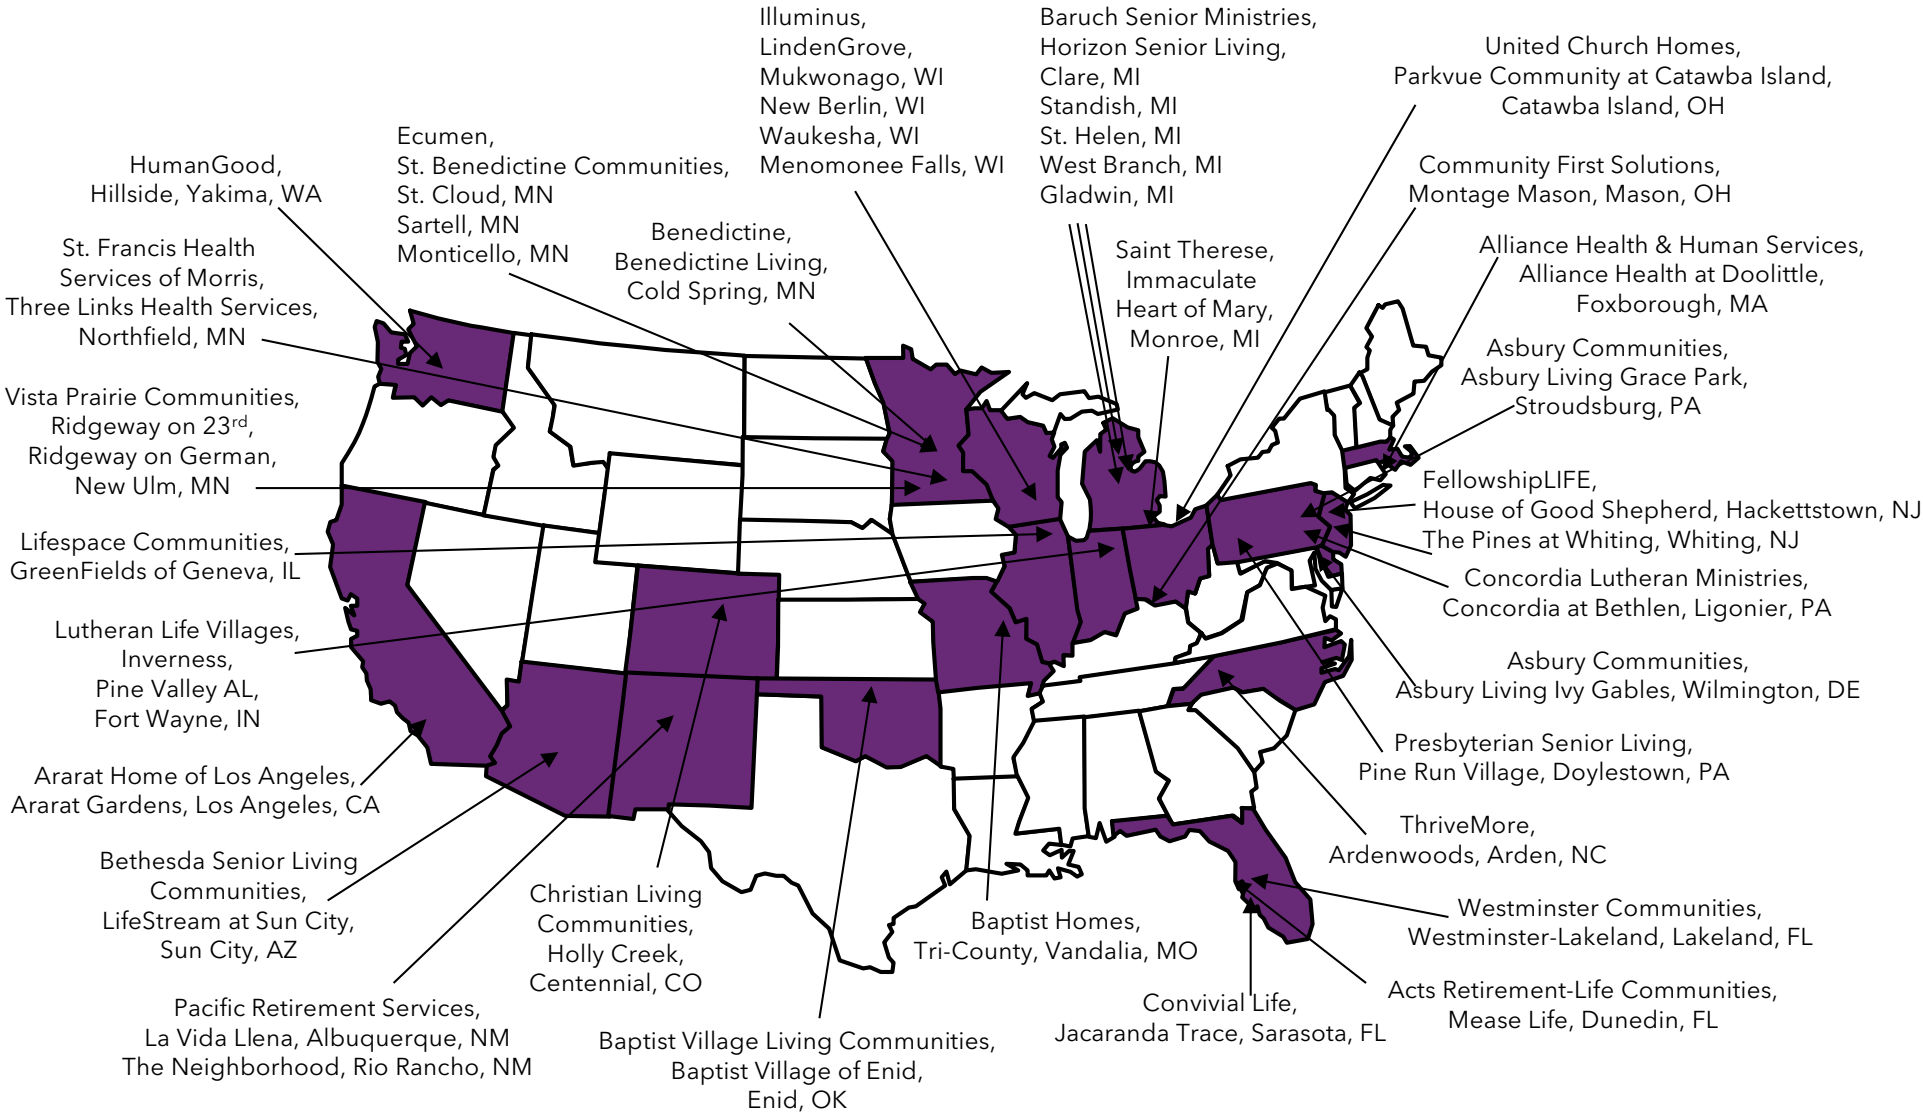 Illuminus,
LindenGrove,
Mukwonago, WI
New Berlin, WI
Waukesha, WI
Menomonee Falls, WI
Baruch Senior Ministries,
Horizon Senior Living,
Clare, MI
Standish, MI
St. Helen, MI
West Branch, MI
Gladwin, MI
United Church Homes,
Parkvue Community at Catawba Island,
Catawba Island, OH
Ecumen,
St. Benedictine Communities,
St. Cloud, MN
Sartell, MN
Monticello, MN
HumanGood,
Hillside, Yakima, WA
Community First Solutions,
Montage Mason, Mason, OH
Benedictine,
Benedictine Living,
Cold Spring, MN
St. Francis Health
Services of Morris,
Three Links Health Services,
Northfield, MN
Saint Therese,
Immaculate
Heart of Mary,
Monroe, MI
Alliance Health & Human Services,
Alliance Health at Doolittle,
Foxborough, MA
Asbury Communities,
Asbury Living Grace Park,
Stroudsburg, PA
Vista Prairie Communities,
Ridgeway on 23rd,
Ridgeway on German,
New Ulm, MN
FellowshipLIFE,
House of Good Shepherd, Hackettstown, NJ
The Pines at Whiting, Whiting, NJ
Lifespace Communities,
GreenFields of Geneva, IL
Concordia Lutheran Ministries,
Concordia at Bethlen, Ligonier, PA
Lutheran Life Villages,
Inverness,
Pine Valley AL,
Fort Wayne, IN
Asbury Communities,
Asbury Living Ivy Gables, Wilmington, DE
Presbyterian Senior Living,
Pine Run Village, Doylestown, PA
Ararat Home of Los Angeles,
Ararat Gardens, Los Angeles, CA
ThriveMore,
Ardenwoods, Arden, NC
Bethesda Senior Living
Communities,
LifeStream at Sun City,
Sun City, AZ
Christian Living
Communities,
Holly Creek,
Centennial, CO
Baptist Homes,
Tri-County, Vandalia, MO
Westminster Communities,
Westminster-Lakeland, Lakeland, FL
Pacific Retirement Services,
La Vida Llena, Albuquerque, NM
The Neighborhood, Rio Rancho, NM
Convivial Life,
Jacaranda Trace, Sarasota, FL
Acts Retirement-Life Communities,
Mease Life, Dunedin, FL
Baptist Village Living Communities,
Baptist Village of Enid,
Enid, OK